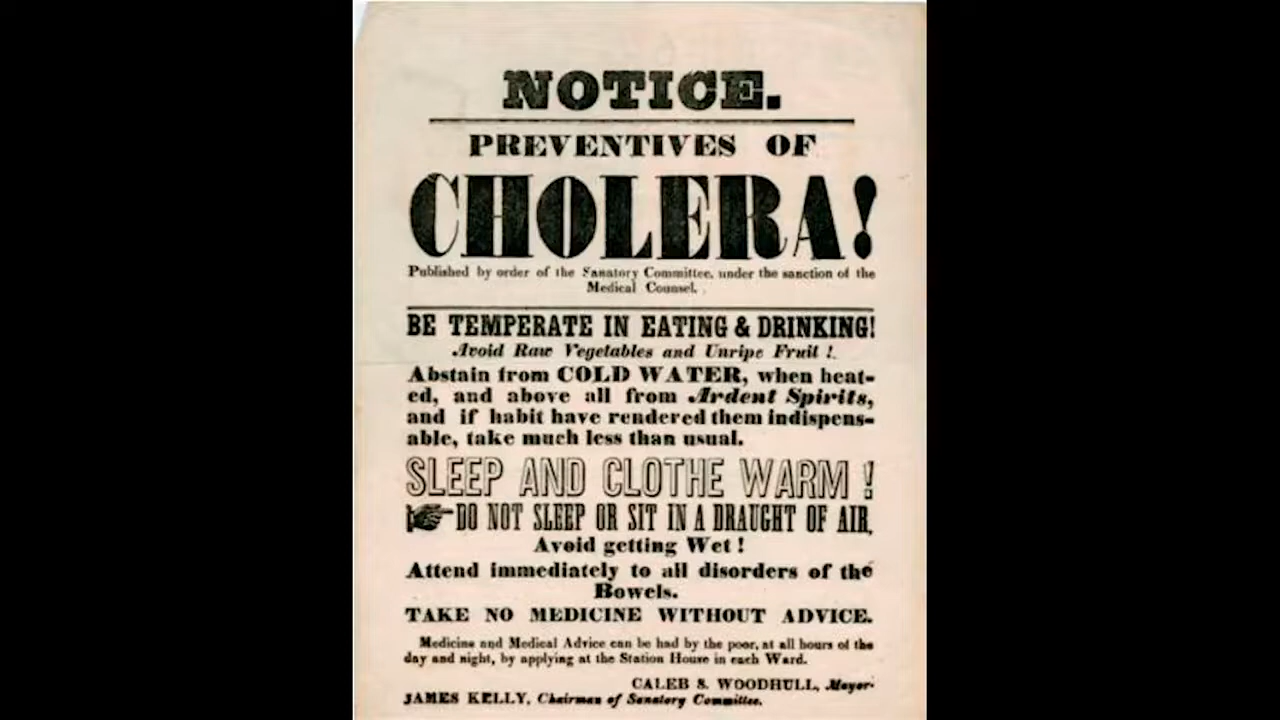 NOTICE.
PREVENTIVES OF
CHOLERA!
Published by order of the Sanatory Committee, under the sanction of the
Medical Counsel.
BE TEMPERATE IN EATING & DRINKING!
Avoid Raw Vegetables and Unripe Fruit !
Abstain from COLD WATER, when heat-
ed, and above all from Ardent Spirits,
and if habit have rendered them indispens-
able, take much less than usual.
SLEEP AND CLOTHE WARM !
DO NOT SLEEP OR SIT IN A DRAUGHT OF AIR,
Avoid getting Wet !
Attend immediately to all disorders of the
Bowels.
TAKE NO MEDICINE WITHOUT ADVICE.
Medicine and Medical Advice can be had by the poor, at all hours of the
day and night, by applying at the Station House in each Ward.
CALEB S. WOODHULL, Mayor
JAMES KELLY, Chairman of Sanatory Committee.